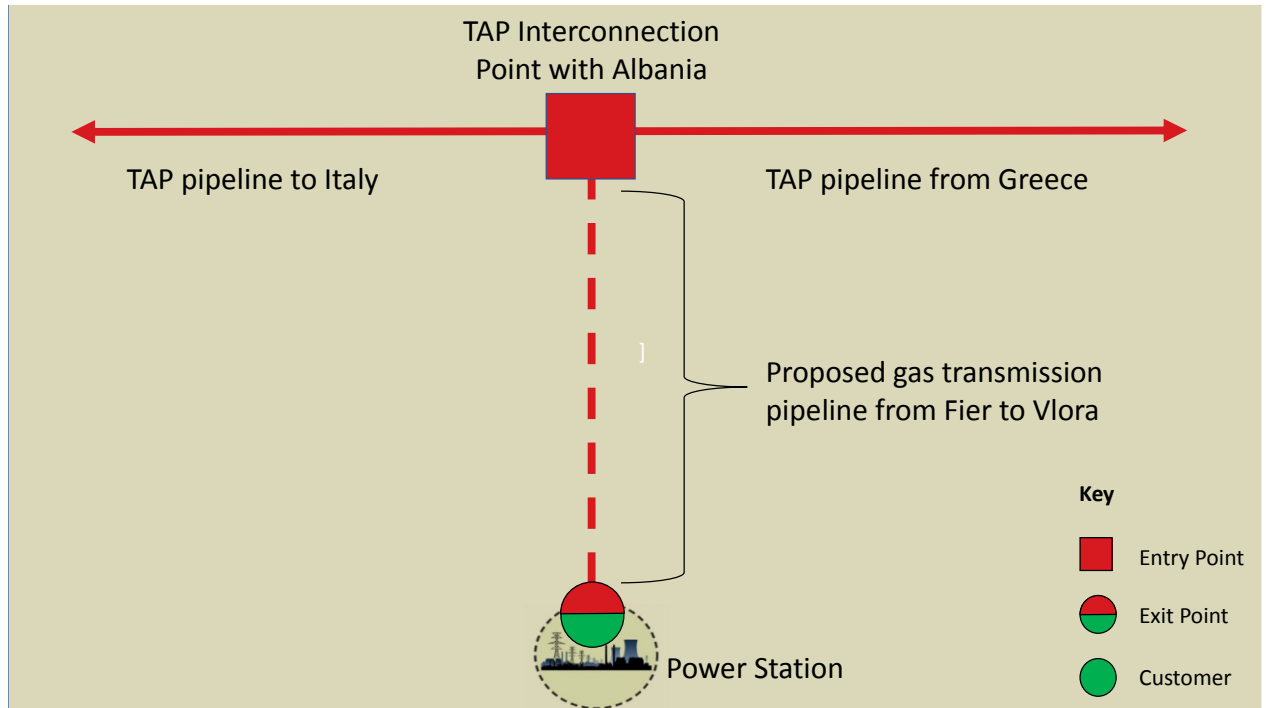 TAP Interconnection
Point with Albania
TAP pipeline to Italy
TAP pipeline from Greece
]
Proposed gas transmission
pipeline from Fier to Vlora
Key
Entry Point
Exit Point
Power Station
Customer